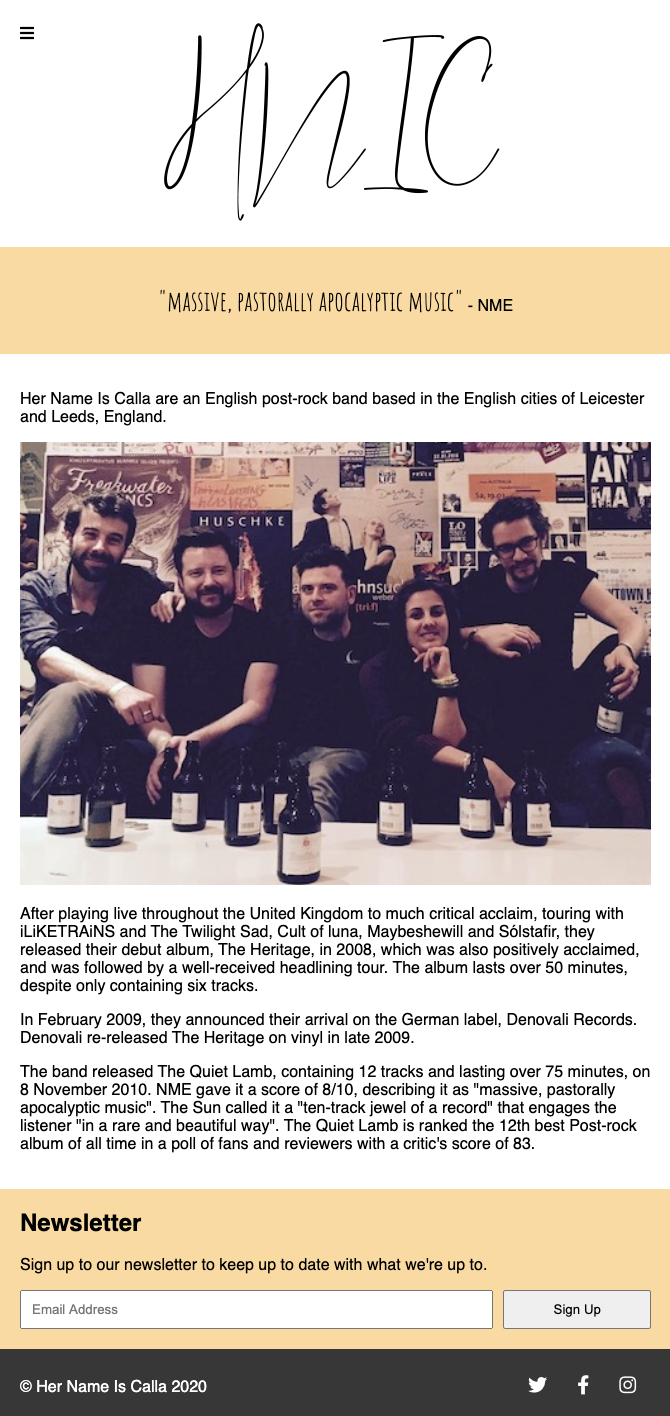 HNIC
"MASSIVE, PASTORALLY APOCALYPTIC MUSIC" - NME
Her Name Is Calla are an English post-rock band based in the English cities of Leicester
and Leeds, England.
PLU
Freakwater
HUSCHKE
hnsuc
weber
[tri:f]
AUSTRALIA
LO
AN
MA
After playing live throughout the United Kingdom to much critical acclaim, touring with
iLiKETRAiNS and The Twilight Sad, Cult of luna, Maybeshewill and Sólstafir, they
released their debut album, The Heritage, in 2008, which was also positively acclaimed,
and was followed by a well-received headlining tour. The album lasts over 50 minutes,
despite only containing six tracks.
In February 2009, they announced their arrival on the German label, Denovali Records.
Denovali re-released The Heritage on vinyl in late 2009.
The band released The Quiet Lamb, containing 12 tracks and lasting over 75 minutes, on
8 November 2010. NME gave it a score of 8/10, describing it as "massive, pastorally
apocalyptic music". The Sun called it a "ten-track jewel of a record" that engages the
listener "in a rare and beautiful way". The Quiet Lamb is ranked the 12th best Post-rock
album of all time in a poll of fans and reviewers with a critic's score of 83.
Newsletter
Sign up to our newsletter to keep up to date with what we're up to.
Email Address
Sign Up
© Her Name Is Calla 2020